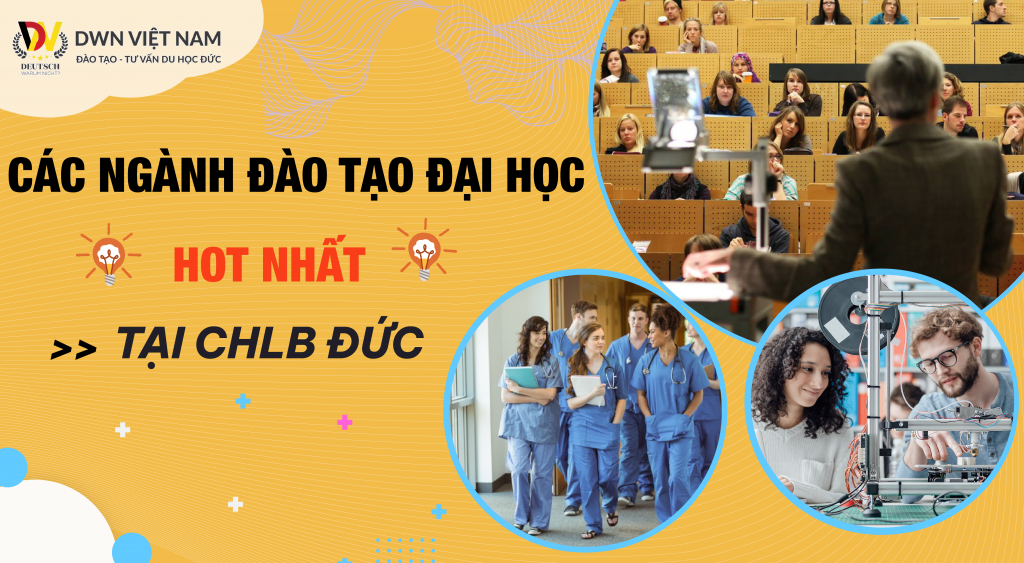 DV
DEUTSCH
WARUM NICHT?
DWN VIỆT NAM
ĐÀO TẠO - TƯ VẤN DU HỌC ĐỨC
CÁC NGÀNH ĐÀO TẠO ĐẠI HỌC
HOT NHẤT
>> TẠI CHLB ĐỨC